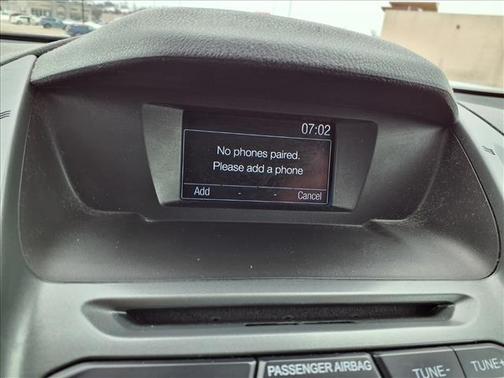 07:02
No phones paired.
Please add a phone
Add - - Cancel
PASSENGER AIRBAG
TUNE-
TUNE+